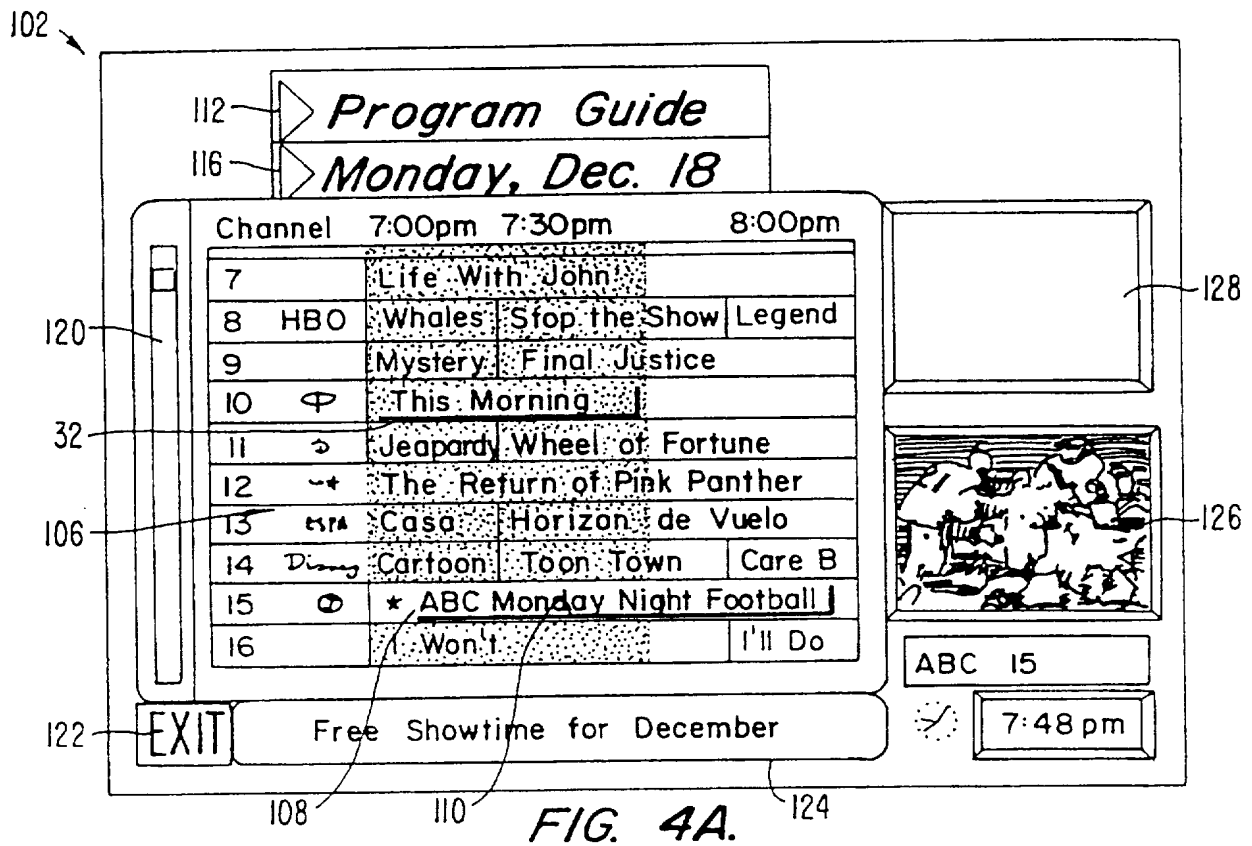 102
112
Program Guide
116
Monday, Dec. 18
Channel 7:00pm 7:30pm 8:00pm
7 Life With John
8 HBO Whales Stop the Show Legend
128
120
9 Mystery Final Justice
10 This Morning
32
11 Jeapardy Wheel of Fortune
12 The Return of Pink Panther
106
13 ESPA Casa Horizon de Vuelo
126
14 Disney Cartoon Toon Town Care B
15 ★ ABC Monday Night Football
16 I Won't I'll Do
ABC 15
122
EXIT
Free Showtime for December
7:48 pm
108
110
124
FIG. 4A.